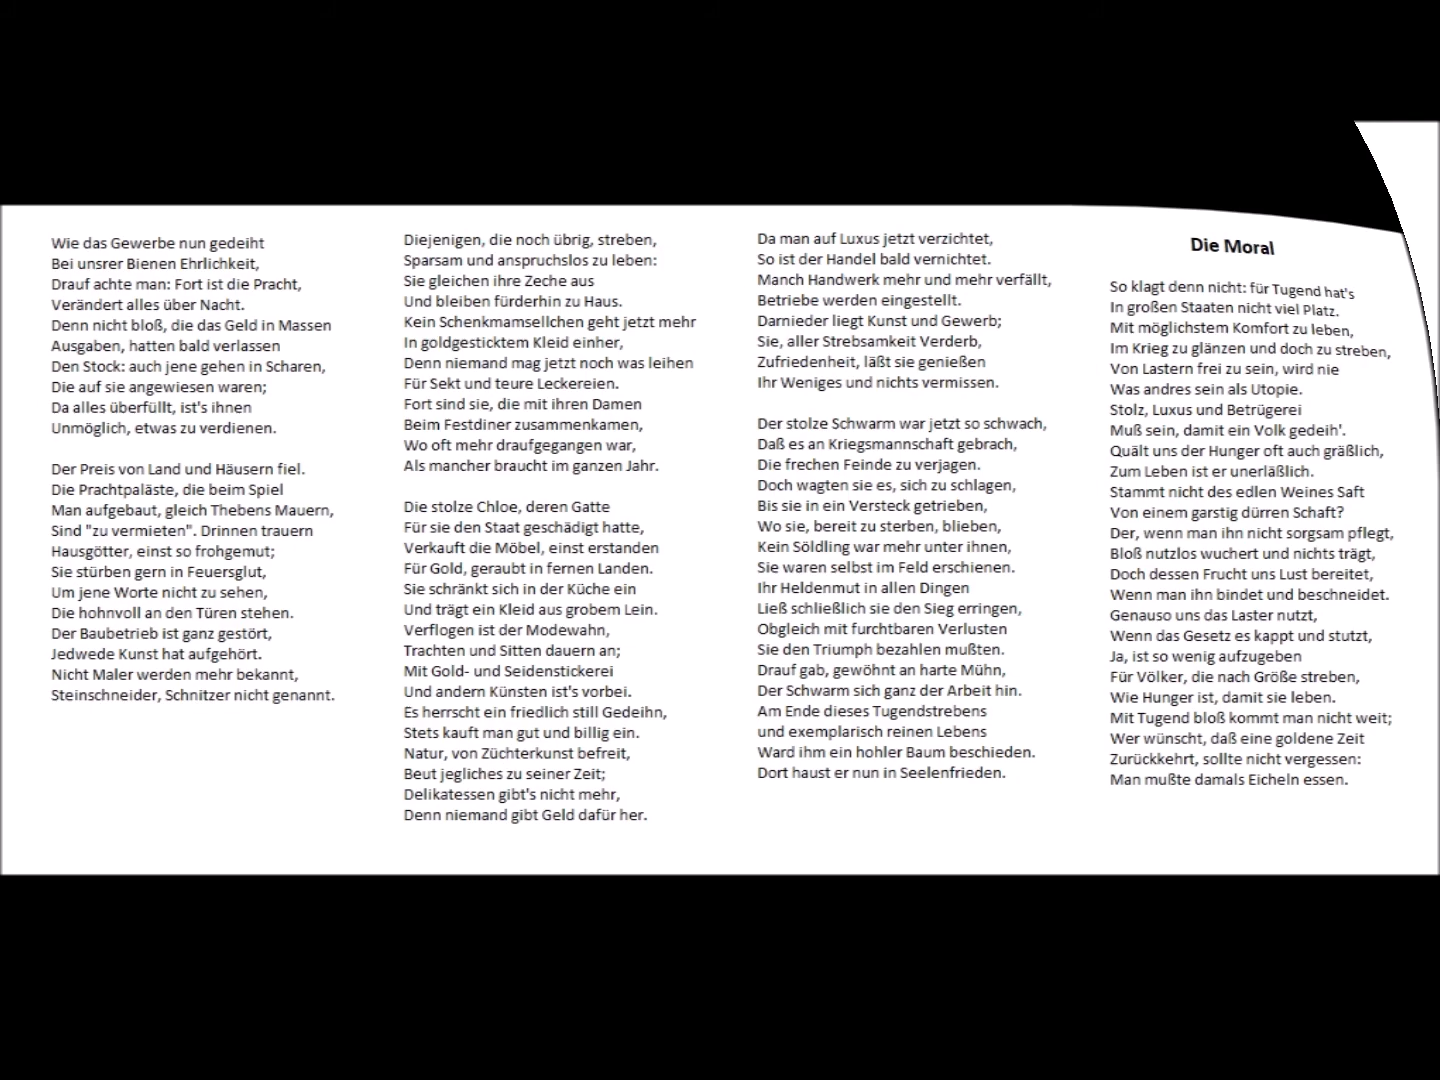 Wie das Gewerbe nun gedeiht
Bei unsrer Bienen Ehrlichkeit,
Drauf achte man: Fort ist die Pracht,
Verändert alles über Nacht.
Denn nicht bloß, die das Geld in Massen
Ausgaben, hatten bald verlassen
Den Stock: auch jene gehen in Scharen,
Die auf sie angewiesen waren;
Da alles überfüllt, ist's ihnen
Unmöglich, etwas zu verdienen.

Der Preis von Land und Häusern fiel.
Die Prachtpaläste, die beim Spiel
Man aufgebaut, gleich Thebens Mauern,
Sind "zu vermieten". Drinnen trauern
Hausgötter, einst so frohgemut;
Sie stürben gern in Feuersglut,
Um jene Worte nicht zu sehen,
Die hohnvoll an den Türen stehen.
Der Baubetrieb ist ganz gestört,
Jedwede Kunst hat aufgehört.
Nicht Maler werden mehr bekannt,
Steinschneider, Schnitzer nicht genannt.

Diejenigen, die noch übrig, streben,
Sparsam und anspruchslos zu leben:
Sie gleichen ihre Zeche aus
Und bleiben fürderhin zu Haus.
Kein Schenkmamsellchen geht jetzt mehr
In goldgesticktem Kleid einher,
Denn niemand mag jetzt noch was leihen
Für Sekt und teure Leckereien.
Fort sind sie, die mit ihren Damen
Beim Festdiner zusammenkamen,
Wo oft mehr draufgegangen war,
Als mancher braucht im ganzen Jahr.

Die stolze Chloe, deren Gatte
Für sie den Staat geschädigt hatte,
Verkauft die Möbel, einst erstanden
Für Gold, geraubt in fernen Landen.
Sie schränkt sich in der Küche ein
Und trägt ein Kleid aus grobem Lein.
Verflogen ist der Modewahn,
Trachten und Sitten dauern an;
Mit Gold- und Seidenstickerei
Und andern Künsten ist's vorbei.
Es herrscht ein friedlich still Gedeihn,
Stets kauft man gut und billig ein.
Natur, von Züchterkunst befreit,
Beut jegliches zu seiner Zeit;
Delikatessen gibt's nicht mehr,
Denn niemand gibt Geld dafür her.

Da man auf Luxus jetzt verzichtet,
So ist der Handel bald vernichtet.
Manch Handwerk mehr und mehr verfällt,
Betriebe werden eingestellt.
Darnieder liegt Kunst und Gewerb;
Sie, aller Strebsamkeit Verderb,
Zufriedenheit, läßt sie genießen
Ihr Weniges und nichts vermissen.

Der stolze Schwarm war jetzt so schwach,
Daß es an Kriegsmannschaft gebrach,
Die frechen Feinde zu verjagen.
Doch wagten sie es, sich zu schlagen,
Bis sie in ein Versteck getrieben,
Wo sie, bereit zu sterben, blieben,
Kein Söldling war mehr unter ihnen,
Sie waren selbst im Feld erschienen.
Ihr Heldenmut in allen Dingen
Ließ schließlich sie den Sieg erringen,
Obgleich mit furchtbaren Verlusten
Sie den Triumph bezahlen mußten.
Drauf gab, gewöhnt an harte Mühn,
Der Schwarm sich ganz der Arbeit hin.
Am Ende dieses Tugendstrebens
und exemplarisch reinen Lebens
Ward ihm ein hohler Baum beschieden.
Dort haust er nun in Seelenfrieden.

Die Moral

So klagt denn nicht: für Tugend hat's
In großen Staaten nicht viel Platz.
Mit möglichstem Komfort zu leben,
Im Krieg zu glänzen und doch zu streben,
Von Lastern frei zu sein, wird nie
Was andres sein als Utopie.
Stolz, Luxus und Betrügerei
Muß sein, damit ein Volk gedeih'.
Quält uns der Hunger oft auch gräßlich,
Zum Leben ist er unerläßlich.
Stammt nicht des edlen Weines Saft
Von einem garstig dürren Schaft?
Der, wenn man ihn nicht sorgsam pflegt,
Bloß nutzlos wuchert und nichts trägt,
Doch dessen Frucht uns Lust bereitet,
Wenn man ihn bindet und beschneidet.
Genauso uns das Laster nutzt,
Wenn das Gesetz es kappt und stutzt,
Ja, ist so wenig aufzugeben
Für Völker, die nach Größe streben,
Wie Hunger ist, damit sie leben.
Mit Tugend bloß kommt man nicht weit;
Wer wünscht, daß eine goldene Zeit
Zurückkehrt, sollte nicht vergessen:
Man mußte damals Eicheln essen.